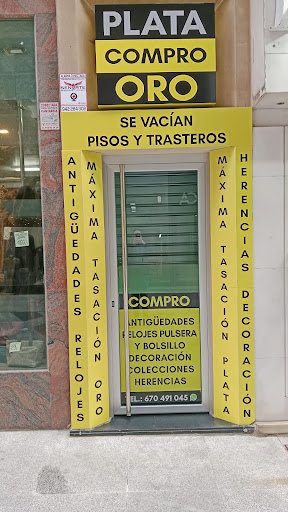 PLATA
COMPRO
ORO
SE VACÍAN
PISOS Y TRASTEROS
ANTIGÜEDADES RELOJES
MÁXIMA TASACIÓN ORO
MÁXIMA TASACIÓN PLATA
HERENCIAS DECORACIÓN
COMPRO
ANTIGÜEDADES
RELOJES PULSERA
Y BOLSILLO
DECORACIÓN
COLECCIONES
HERENCIAS
TEL.: 670 491 045